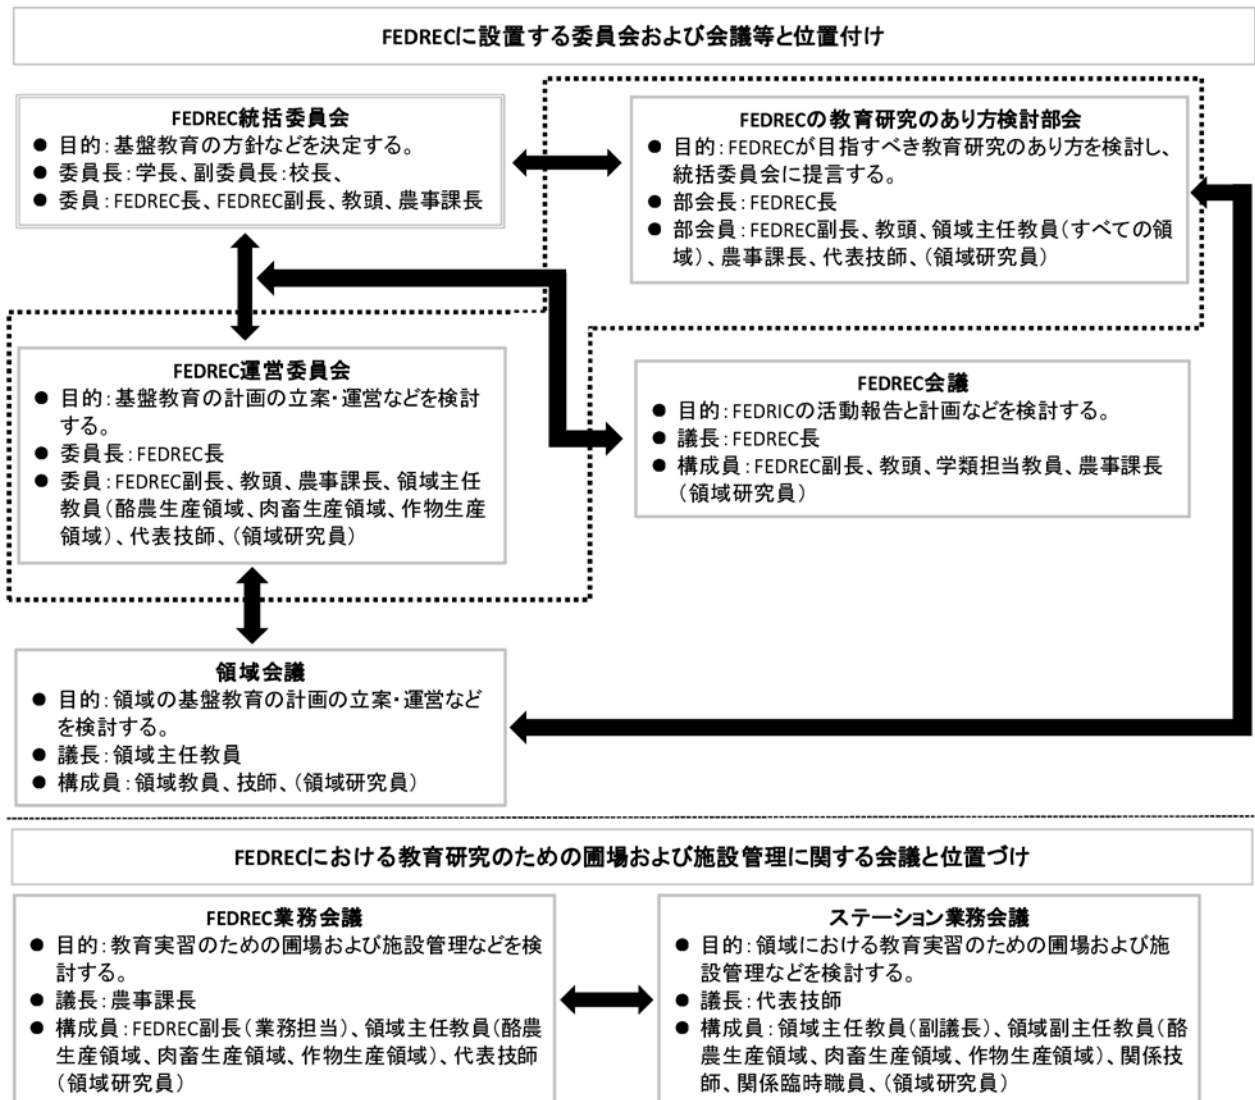 FEDRECに設置する委員会および会議等と位置付け
FEDREC統括委員会
● 目的：基盤教育の方針などを決定する。
● 委員長：学長、副委員長：校長、
● 委員：FEDREC長、FEDREC副長、教頭、農事課長
FEDRECの教育研究のあり方検討部会
● 目的：FEDRECが目指すべき教育研究のあり方を検討し、
統括委員会に提言する。
● 部会長：FEDREC長
● 部会員：FEDREC副長、教頭、領域主任教員（すべての領
域）、農事課長、代表技師、（領域研究員）
FEDREC運営委員会
● 目的：基盤教育の計画の立案・運営などを検討
する。
● 委員長：FEDREC長
● 委員：FEDREC副長、教頭、農事課長、領域主任
教員（酪農生産領域、肉畜生産領域、作物生産
領域）、代表技師、（領域研究員）
FEDREC会議
● 目的：FEDRICの活動報告と計画などを検討する。
● 議長：FEDREC長
● 構成員：FEDREC副長、教頭、学類担当教員、農事課長
（領域研究員）
領域会議
● 目的：領域の基盤教育の計画の立案・運営など
を検討する。
● 議長：領域主任教員
● 構成員：領域教員、技師、（領域研究員）
FEDRECにおける教育研究のための圃場および施設管理に関する会議と位置づけ
FEDREC業務会議
● 目的：教育実習のための圃場および施設管理などを検
討する。
● 議長：農事課長
● 構成員：FEDREC副長（業務担当）、領域主任教員（酪農
生産領域、肉畜生産領域、作物生産領域）、代表技師
（領域研究員）
ステーション業務会議
● 目的：領域における教育実習のための圃場および施
設管理などを検討する。
● 議長：代表技師
● 構成員：領域主任教員（副議長）、領域副主任教員（酪
農生産領域、肉畜生産領域、作物生産領域）、関係技
師、関係臨時職員、（領域研究員）